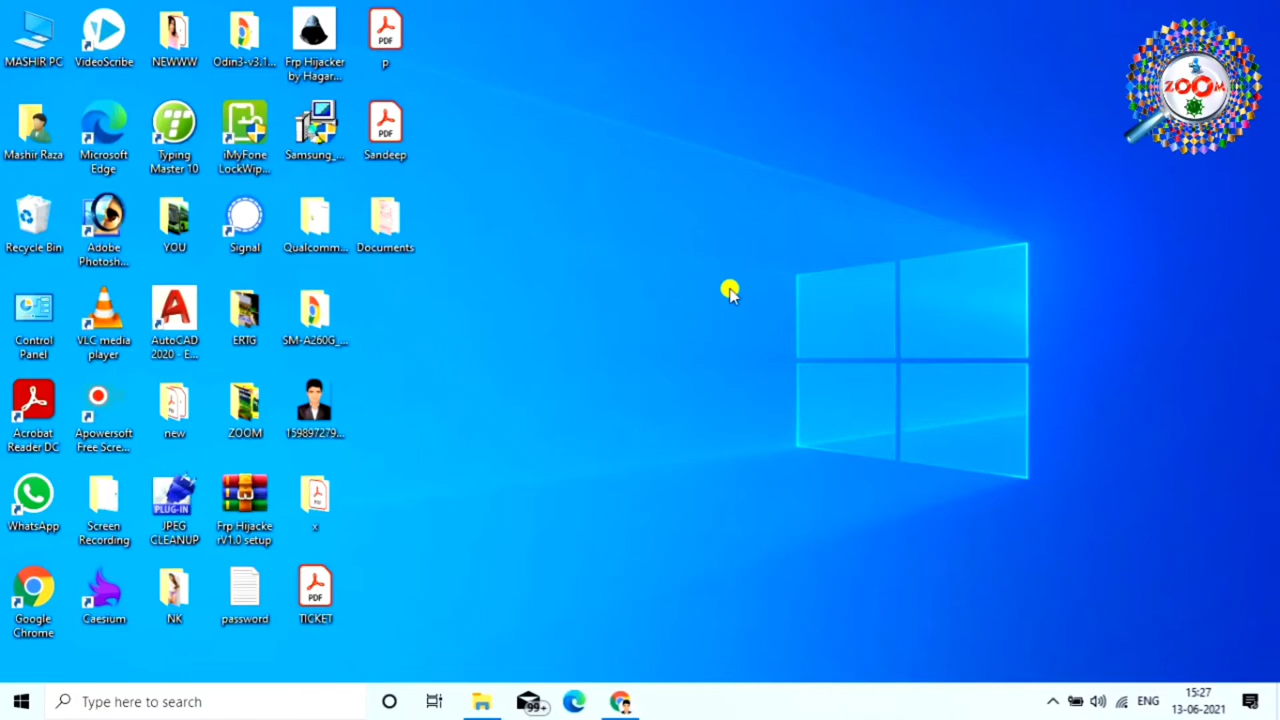 MASHIR PC
VideoScribe
NEWWW
Odin3-v3.1...
Frp Hijacker
by Hagar...
PDF
p
ZOOM
Mashir Raza
Microsoft
Edge
Typing
Master 10
iMyFone
LockWip...
Samsung_...
PDF
Sandeep
Recycle Bin
Adobe
Photosh...
YOU
Signal
Qualcomm...
Documents
Control
Panel
VLC media
player
AutoCAD
2020 - E...
ERTG
SM-A260G_...
Acrobat
Reader DC
Apowersoft
Free Scre...
new
ZOOM
159897279...
WhatsApp
Screen
Recording
PLUG-IN
JPEG
CLEANUP
Frp Hijacke
rV1.0 setup
x
Google
Chrome
Caesium
NK
password
PDF
TICKET
Type here to search
99+
ENG
15:27
13-06-2021